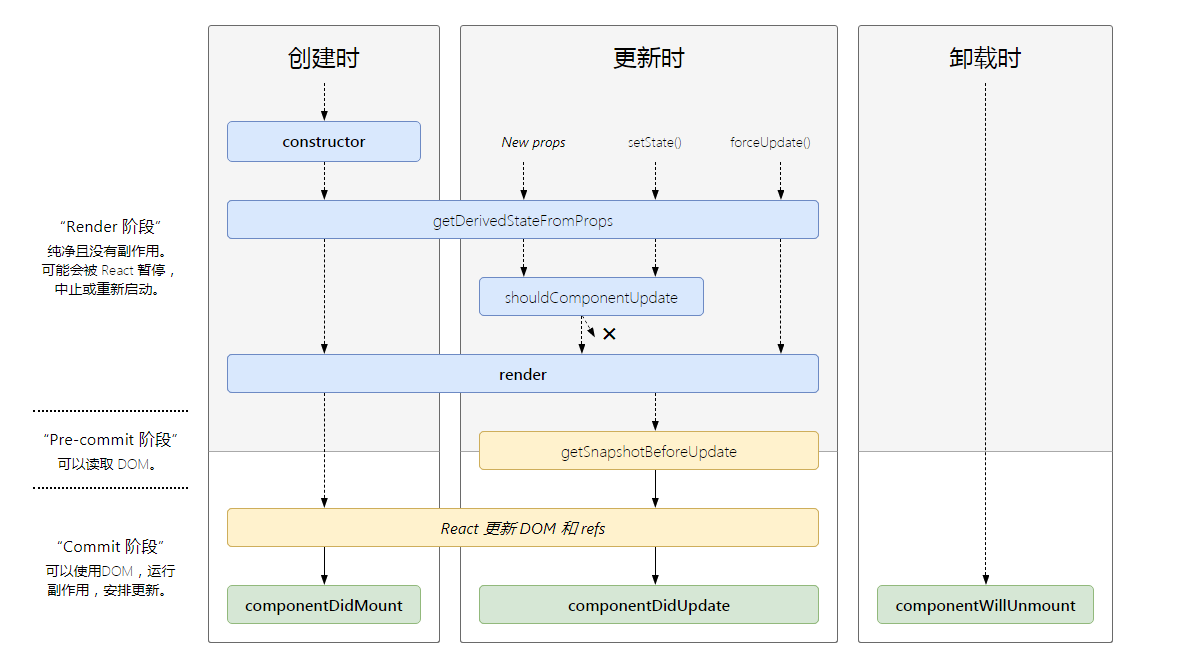 创建时
更新时
卸载时
constructor
New props
setState()
forceUpdate()
getDerivedStateFromProps
“Render 阶段”
纯净且没有副作用。
可能会被 React 暂停，
中止或重新启动。
shouldComponentUpdate
render
“Pre-commit 阶段”
可以读取 DOM。
getSnapshotBeforeUpdate
React 更新 DOM 和 refs
“Commit 阶段”
可以使用DOM，运行
副作用，安排更新。
componentDidMount
componentDidUpdate
componentWillUnmount